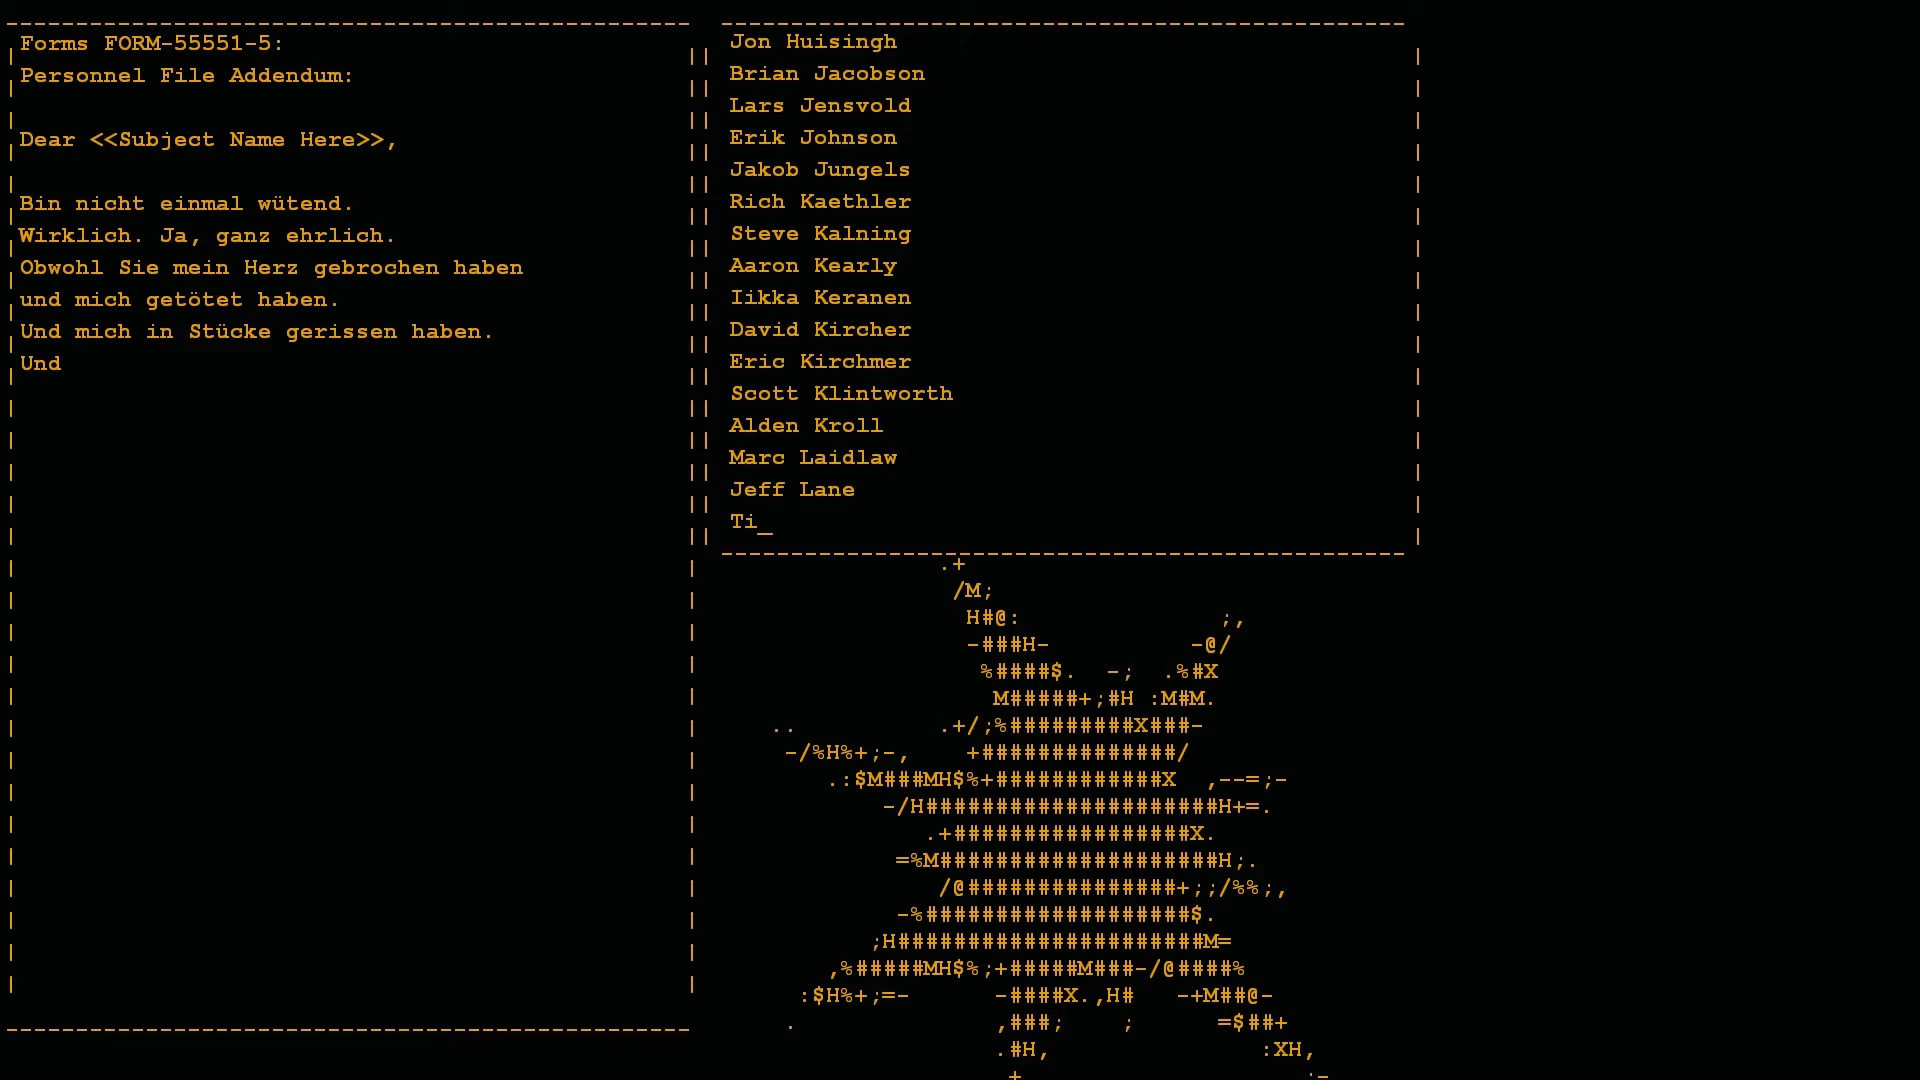 Forms FORM-55551-5:
Personnel File Addendum:
Dear <<Subject Name Here>>,
Bin nicht einmal wütend.
Wirklich. Ja, ganz ehrlich.
Obwohl Sie mein Herz gebrochen haben
und mich getötet haben.
Und mich in Stücke gerissen haben.
Und
Jon Huisingh
Brian Jacobson
Lars Jensvold
Erik Johnson
Jakob Jungels
Rich Kaethler
Steve Kalning
Aaron Kearly
Iikka Keranen
David Kircher
Eric Kirchmer
Scott Klintworth
Alden Kroll
Marc Laidlaw
Jeff Lane
Ti_